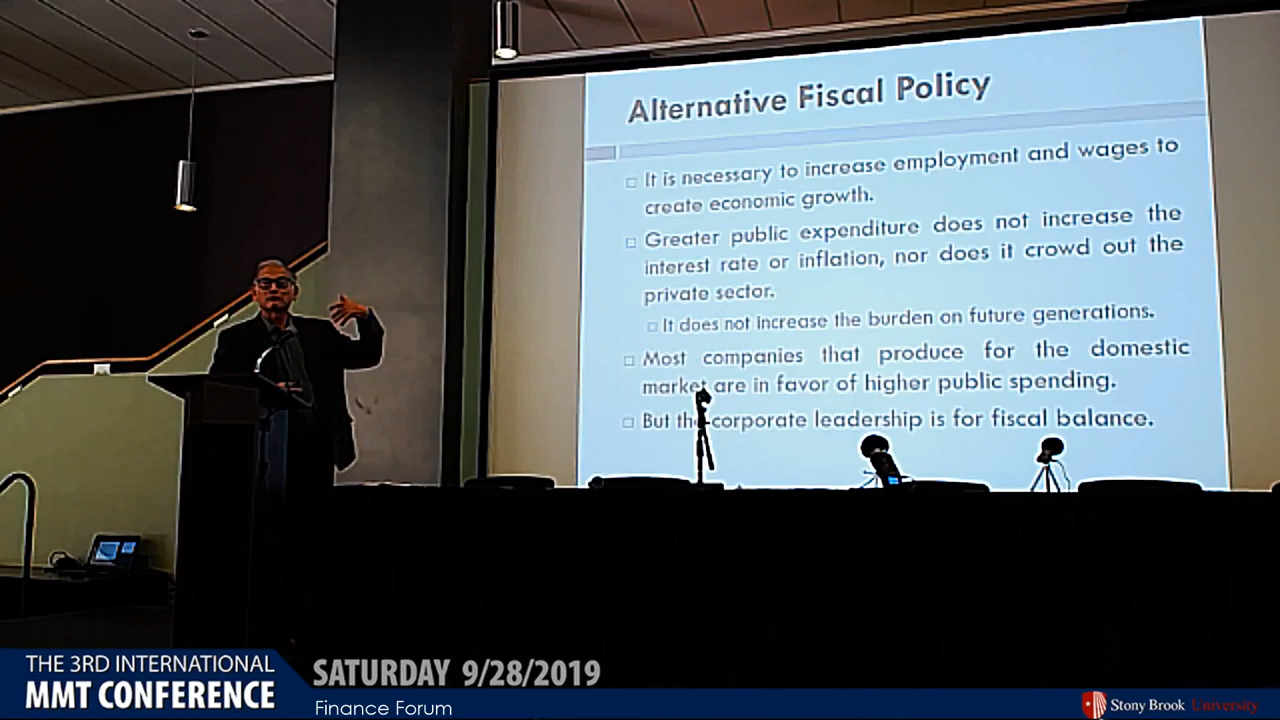 Alternative Fiscal Policy
It is necessary to increase employment and wages to
create economic growth.
Greater public expenditure does not increase the
interest rate or inflation, nor does it crowd out the
private sector.
It does not increase the burden on future generations.
Most companies that produce for the domestic
market are in favor of higher public spending.
But the corporate leadership is for fiscal balance.
THE 3RD INTERNATIONAL
MMT CONFERENCE
SATURDAY 9/28/2019
Finance Forum
Stony Brook University